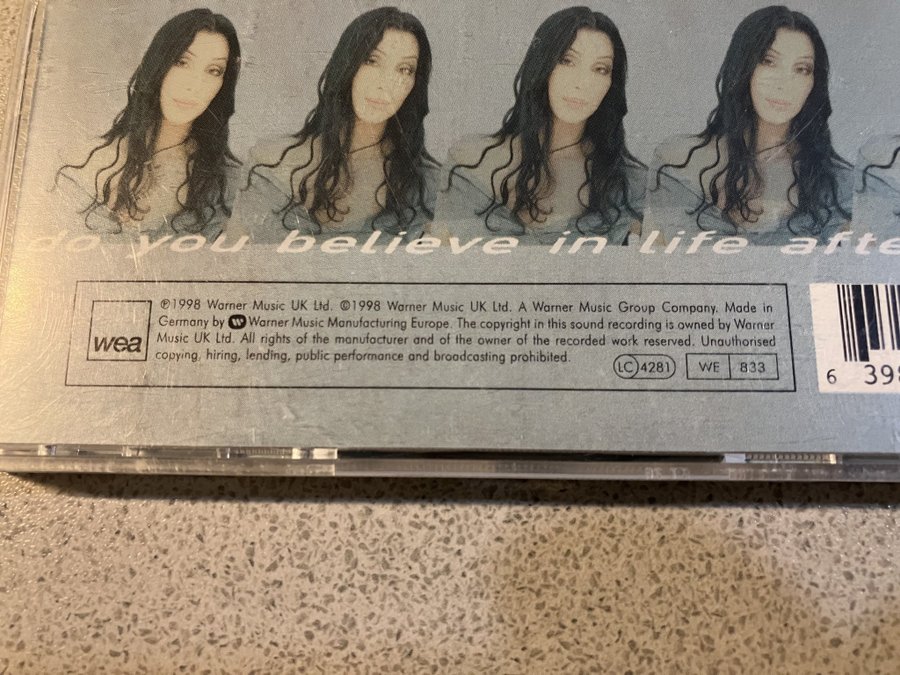 do you believe in life afte
wea
℗1998 Warner Music UK Ltd. ©1998 Warner Music UK Ltd. A Warner Music Group Company. Made in
Germany by Warner Music Manufacturing Europe. The copyright in this sound recording is owned by Warner
Music UK Ltd. All rights of the manufacturer and of the owner of the recorded work reserved. Unauthorised
copying, hiring, lending, public performance and broadcasting prohibited.
LC 4281 WE 833
6 398